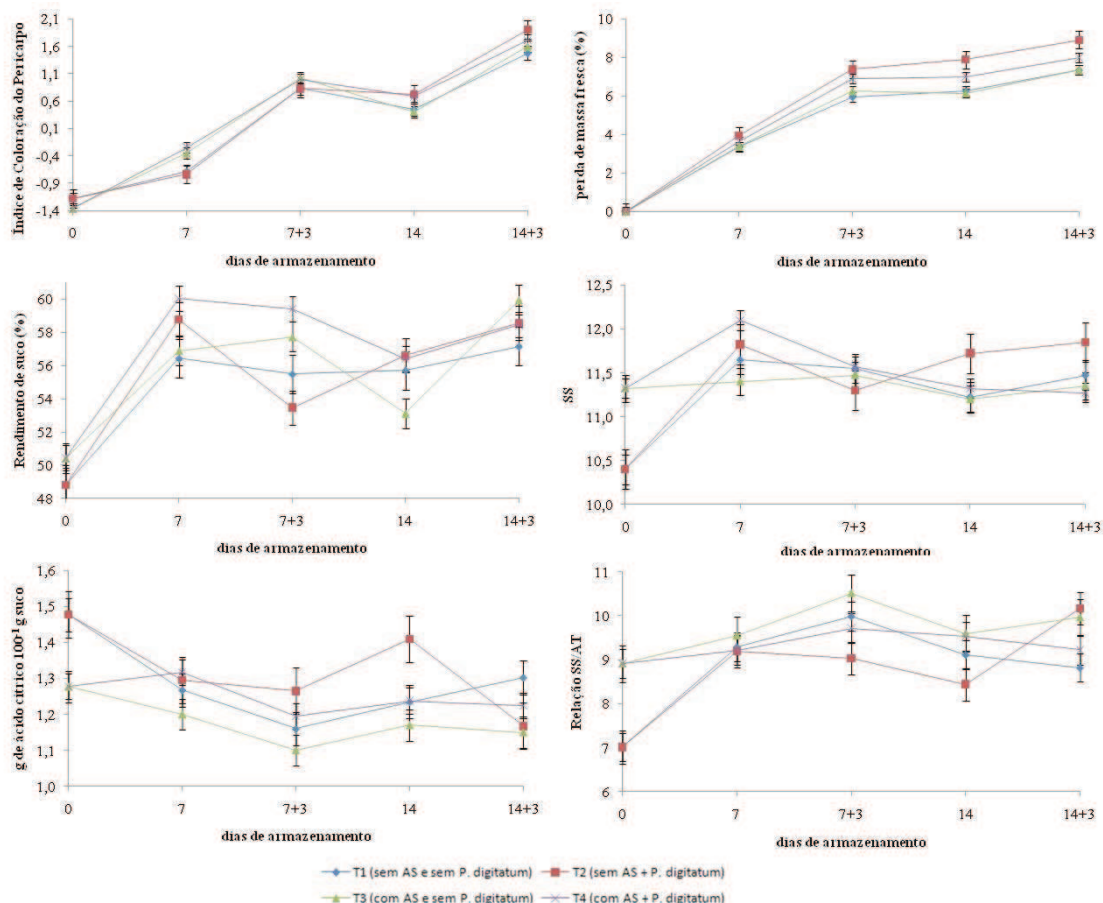 Índice de Coloração do Pericarpo
2,1
1,6
1,1
0,6
0,1
-0,4
-0,9
-1,4
0 7 7+3 14 14+3
dias de armazenamento
perda de massa fresca (%)
10
8
6
4
2
0
0 7 7+3 14 14+3
dias de armazenamento
Rendimento de suco (%)
60
58
56
54
52
50
48
0 7 7+3 14 14+3
dias de armazenamento
SS
12,5
12,0
11,5
11,0
10,5
10,0
0 7 7+3 14 14+3
dias de armazenamento
g de ácido cítrico 100-1 g suco
1,6
1,5
1,4
1,3
1,2
1,1
1,0
0 7 7+3 14 14+3
dias de armazenamento
Relação SS/AT
11
10
9
8
7
6
0 7 7+3 14 14+3
dias de armazenamento
T1 (sem AS e sem P. digitatum) T2 (sem AS + P. digitatum)
T3 (com AS e sem P. digitatum) T4 (com AS + P. digitatum)